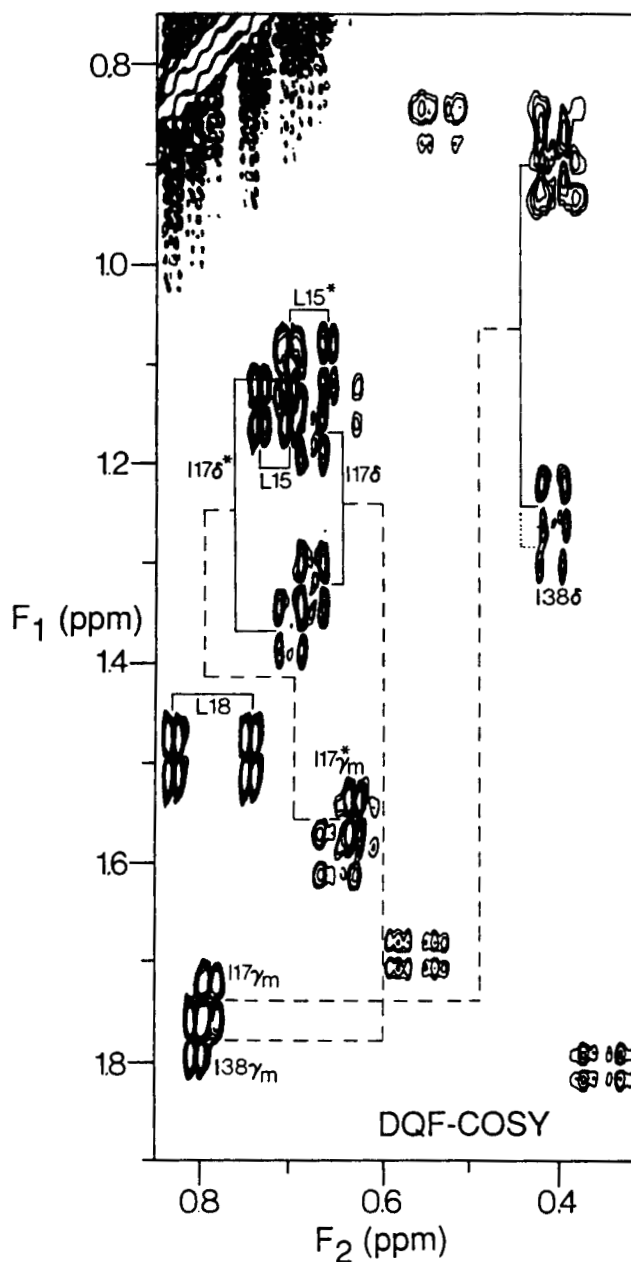 0.8
1.0
L15*
1.2
I17δ*
L15
I17δ
I38δ
F₁ (ppm)
1.4
L18
I17γ*m
1.6
I17γm
1.8
I38γm
DQF-COSY
0.8 0.6 0.4
F₂ (ppm)